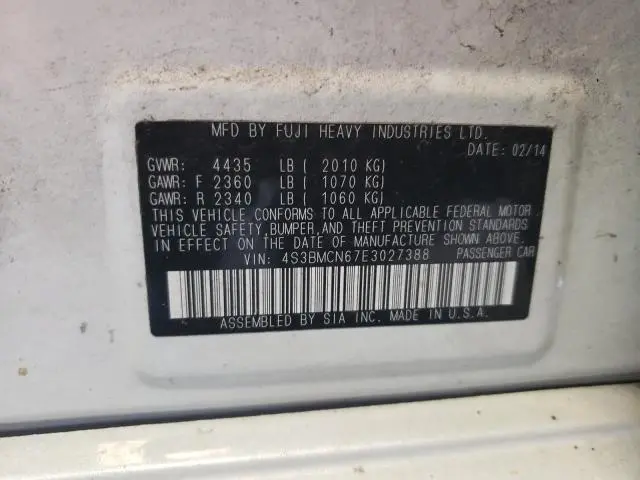 MFD BY FUJI HEAVY INDUSTRIES LTD.
DATE: 02/14
GVWR: 4435 LB ( 2010 KG)
GAWR: F 2360 LB ( 1070 KG)
GAWR: R 2340 LB ( 1060 KG)
THIS VEHICLE CONFORMS TO ALL APPLICABLE FEDERAL MOTOR
VEHICLE SAFETY, BUMPER, AND THEFT PREVENTION STANDARDS
IN EFFECT ON THE DATE OF MANUFACTURE SHOWN ABOVE.
VIN: 4S3BMCN67E3027388 PASSENGER CAR
ASSEMBLED BY SIA INC. MADE IN U.S.A.